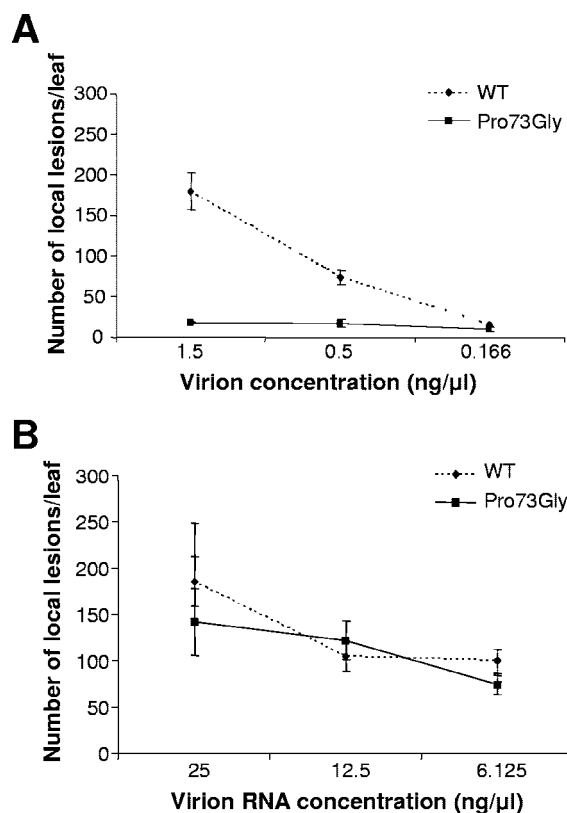 A
Number of local lesions/leaf
300
250
200
150
100
50
0
WT
Pro73Gly
1.5
0.5
0.166
Virion concentration (ng/µl)
B
Number of local lesions/leaf
300
250
200
150
100
50
0
WT
Pro73Gly
25
12.5
6.125
Virion RNA concentration (ng/µl)